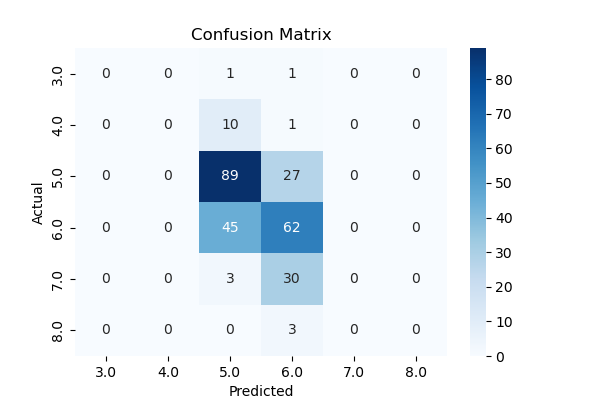 Confusion Matrix
3.0 0 0 1 1 0 0
4.0 0 0 10 1 0 0
5.0 0 0 89 27 0 0
6.0 0 0 45 62 0 0
7.0 0 0 3 30 0 0
8.0 0 0 0 3 0 0
3.0 4.0 5.0 6.0 7.0 8.0
Actual
Predicted
80
70
60
50
40
30
20
10
0